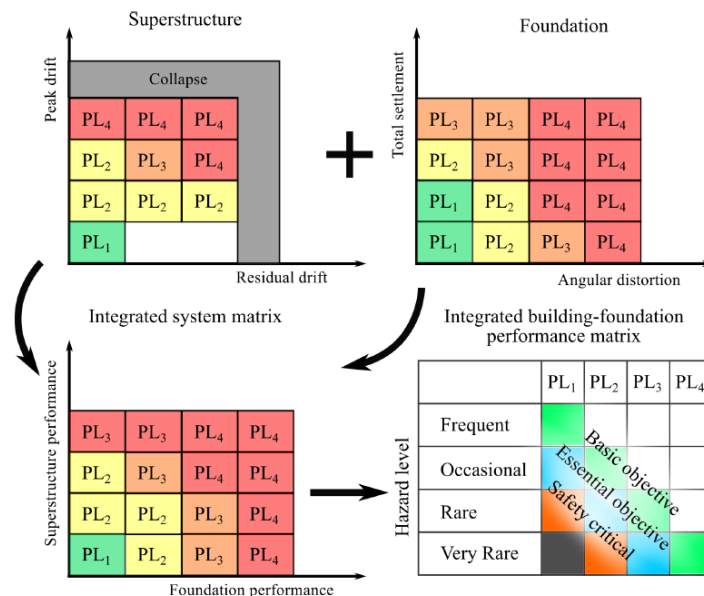 Superstructure
Peak drift
Collapse
PL4 PL4 PL4
PL2 PL3 PL4
PL2 PL2 PL2
PL1
Residual drift
Foundation
Total settlement
PL3 PL3 PL4 PL4
PL2 PL3 PL4 PL4
PL1 PL2 PL4 PL4
PL1 PL2 PL3 PL4
Angular distortion
Integrated system matrix
Superstructure performance
PL3 PL3 PL4 PL4
PL2 PL3 PL4 PL4
PL2 PL2 PL3 PL4
PL1 PL2 PL3 PL4
Foundation performance
Integrated building-foundation
performance matrix
PL1 PL2 PL3 PL4
Hazard level
Frequent
Occasional
Rare
Very Rare
Basic objective
Essential objective
Safety critical